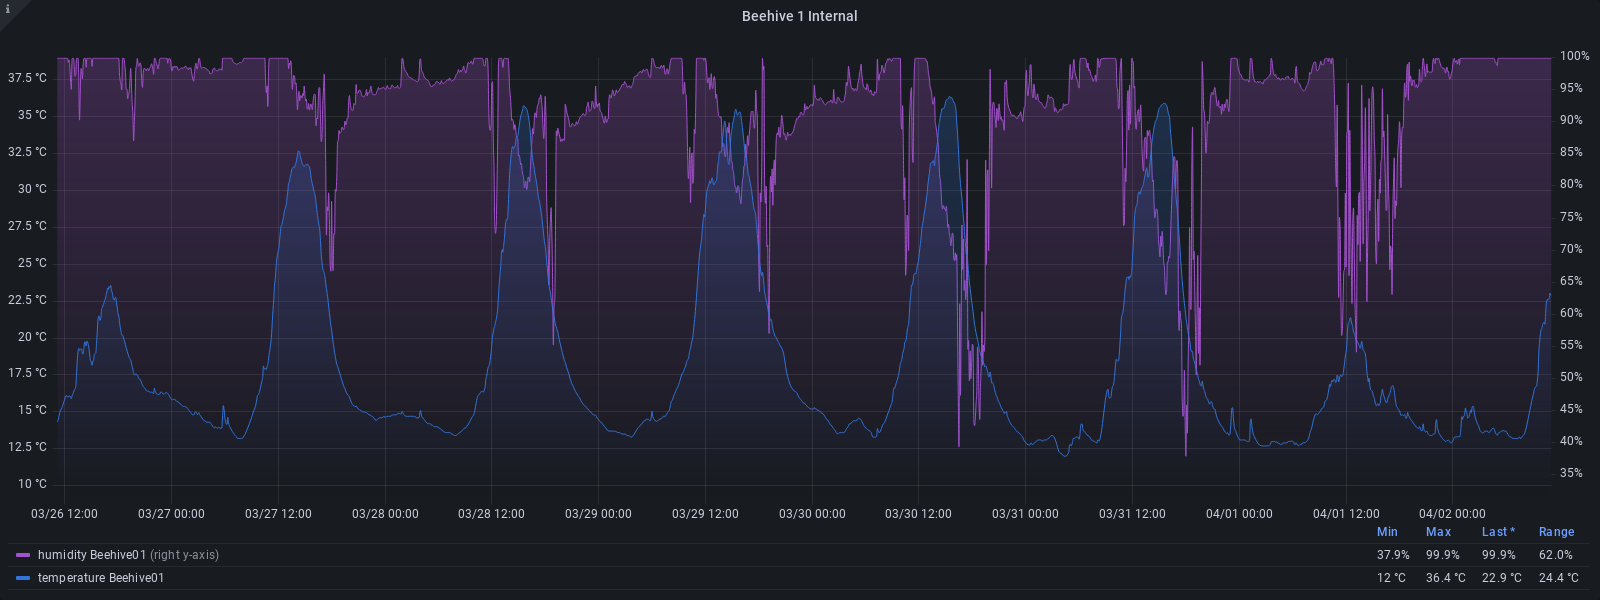 i
Beehive 1 Internal
100%
37.5 °C
95%
35 °C
90%
32.5 °C
85%
30 °C
80%
27.5 °C
75%
70%
25 °C
65%
22.5 °C
60%
20 °C
55%
17.5 °C
50%
15 °C
45%
12.5 °C
40%
35%
10 °C
03/26 12:00 03/27 00:00 03/27 12:00 03/28 00:00 03/28 12:00 03/29 00:00 03/29 12:00 03/30 00:00 03/30 12:00 03/31 00:00 03/31 12:00 04/01 00:00 04/01 12:00 04/02 00:00
Min Max Last * Range
humidity Beehive01 (right y-axis) 37.9% 99.9% 99.9% 62.0%
temperature Beehive01 12 °C 36.4 °C 22.9 °C 24.4 °C